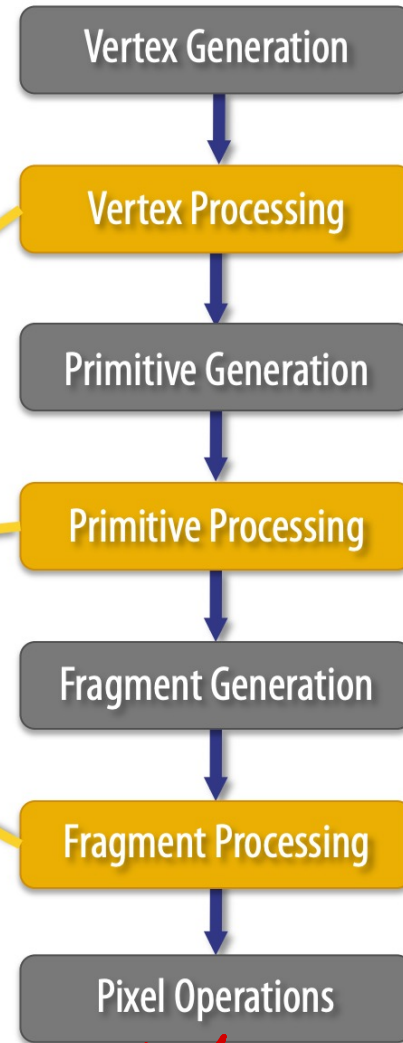 Vertex Generation
Vertex Processing
Primitive Generation
Primitive Processing
Fragment Generation
Fragment Processing
Pixel Operations